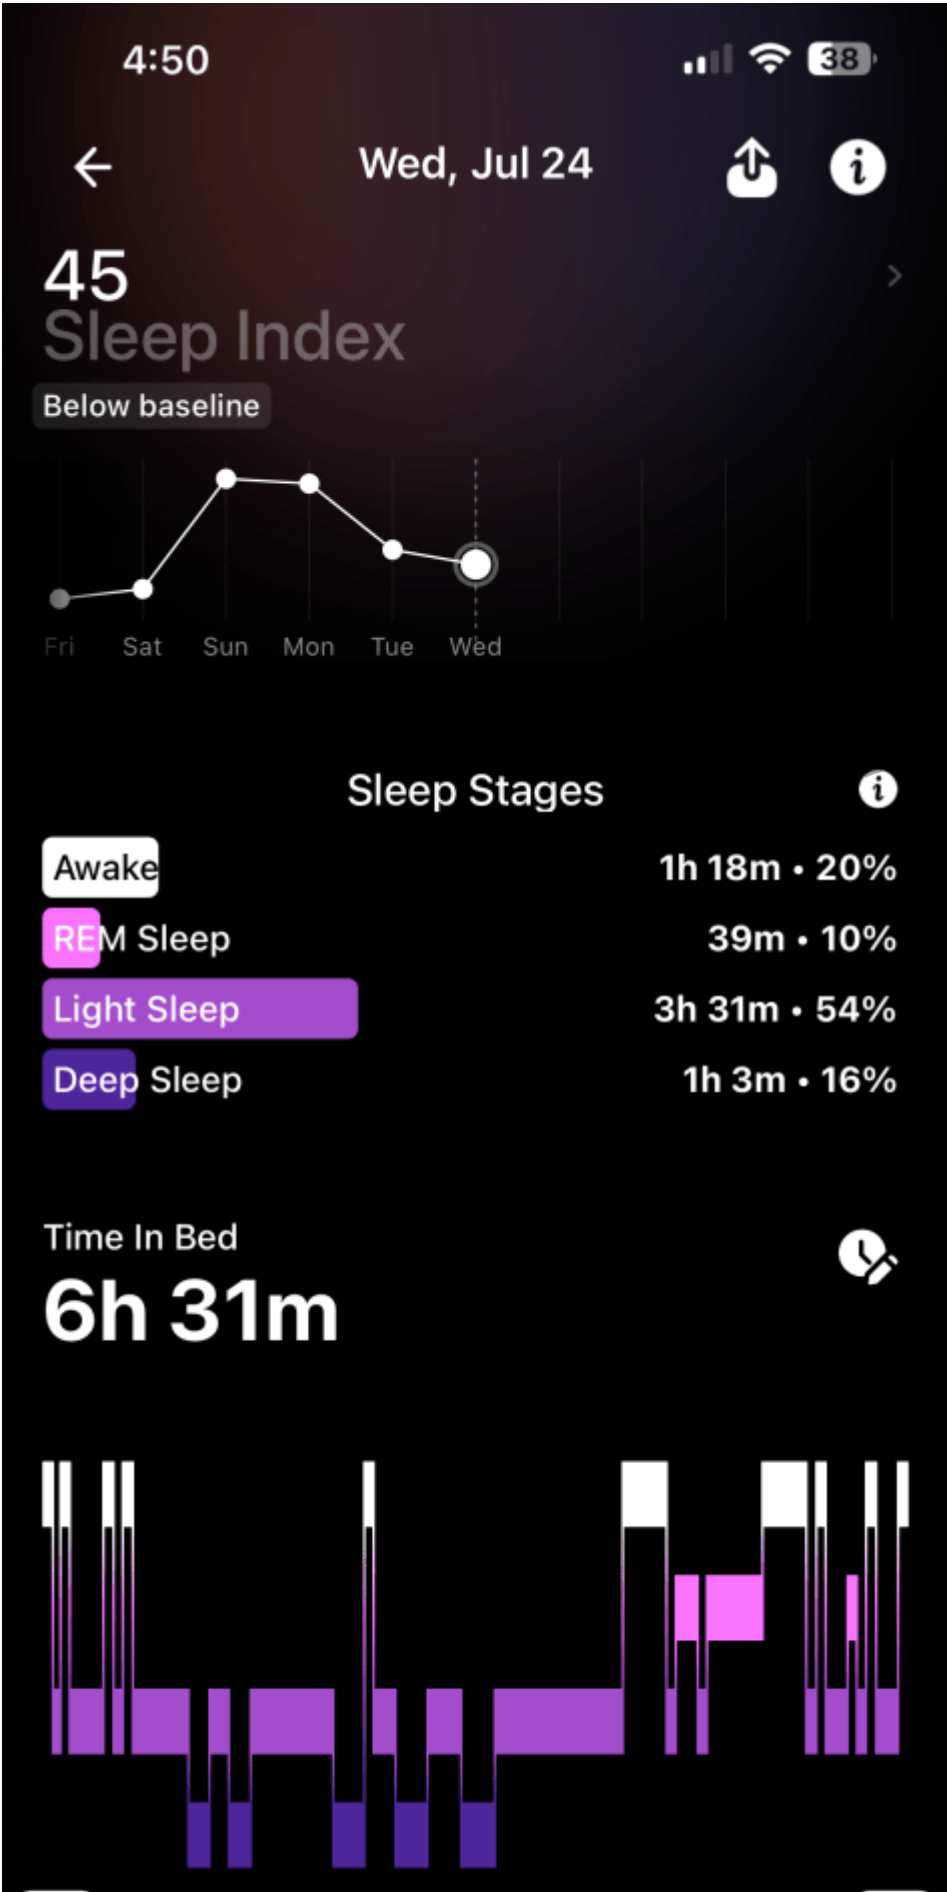 4:50
38
Wed, Jul 24
45
Sleep Index
Below baseline
Fri Sat Sun Mon Tue Wed
Sleep Stages
Awake 1h 18m • 20%
REM Sleep 39m • 10%
Light Sleep 3h 31m • 54%
Deep Sleep 1h 3m • 16%
Time In Bed
6h 31m